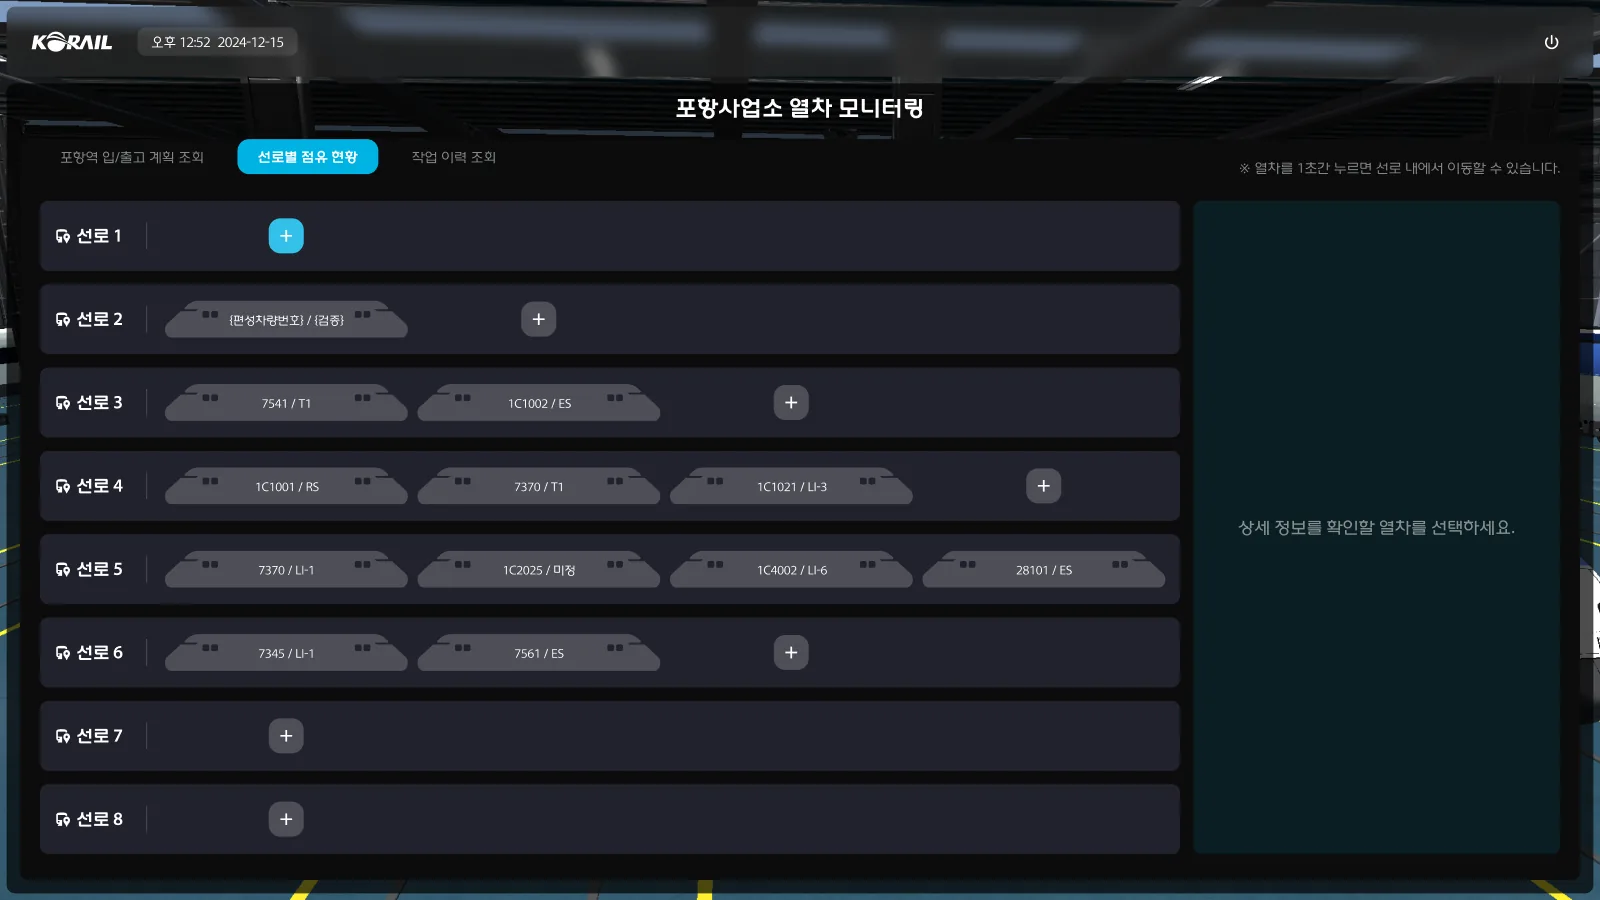 KORAIL
오후 12:52 2024-12-15
포항사업소 열차 모니터링
포항역 입/출고 계획 조회
선로별 점유 현황
작업 이력 조회
※ 열차를 1초간 누르면 선로 내에서 이동할 수 있습니다.
선로 1
+
선로 2
{편성차량번호} / {검종}
+
선로 3
7541 / T1
1C1002 / ES
+
선로 4
1C1001 / RS
7370 / T1
1C1021 / LI-3
+
선로 5
7370 / LI-1
1C2025 / 미정
1C4002 / LI-6
28101 / ES
선로 6
7345 / LI-1
7561 / ES
+
선로 7
+
선로 8
+
상세 정보를 확인할 열차를 선택하세요.